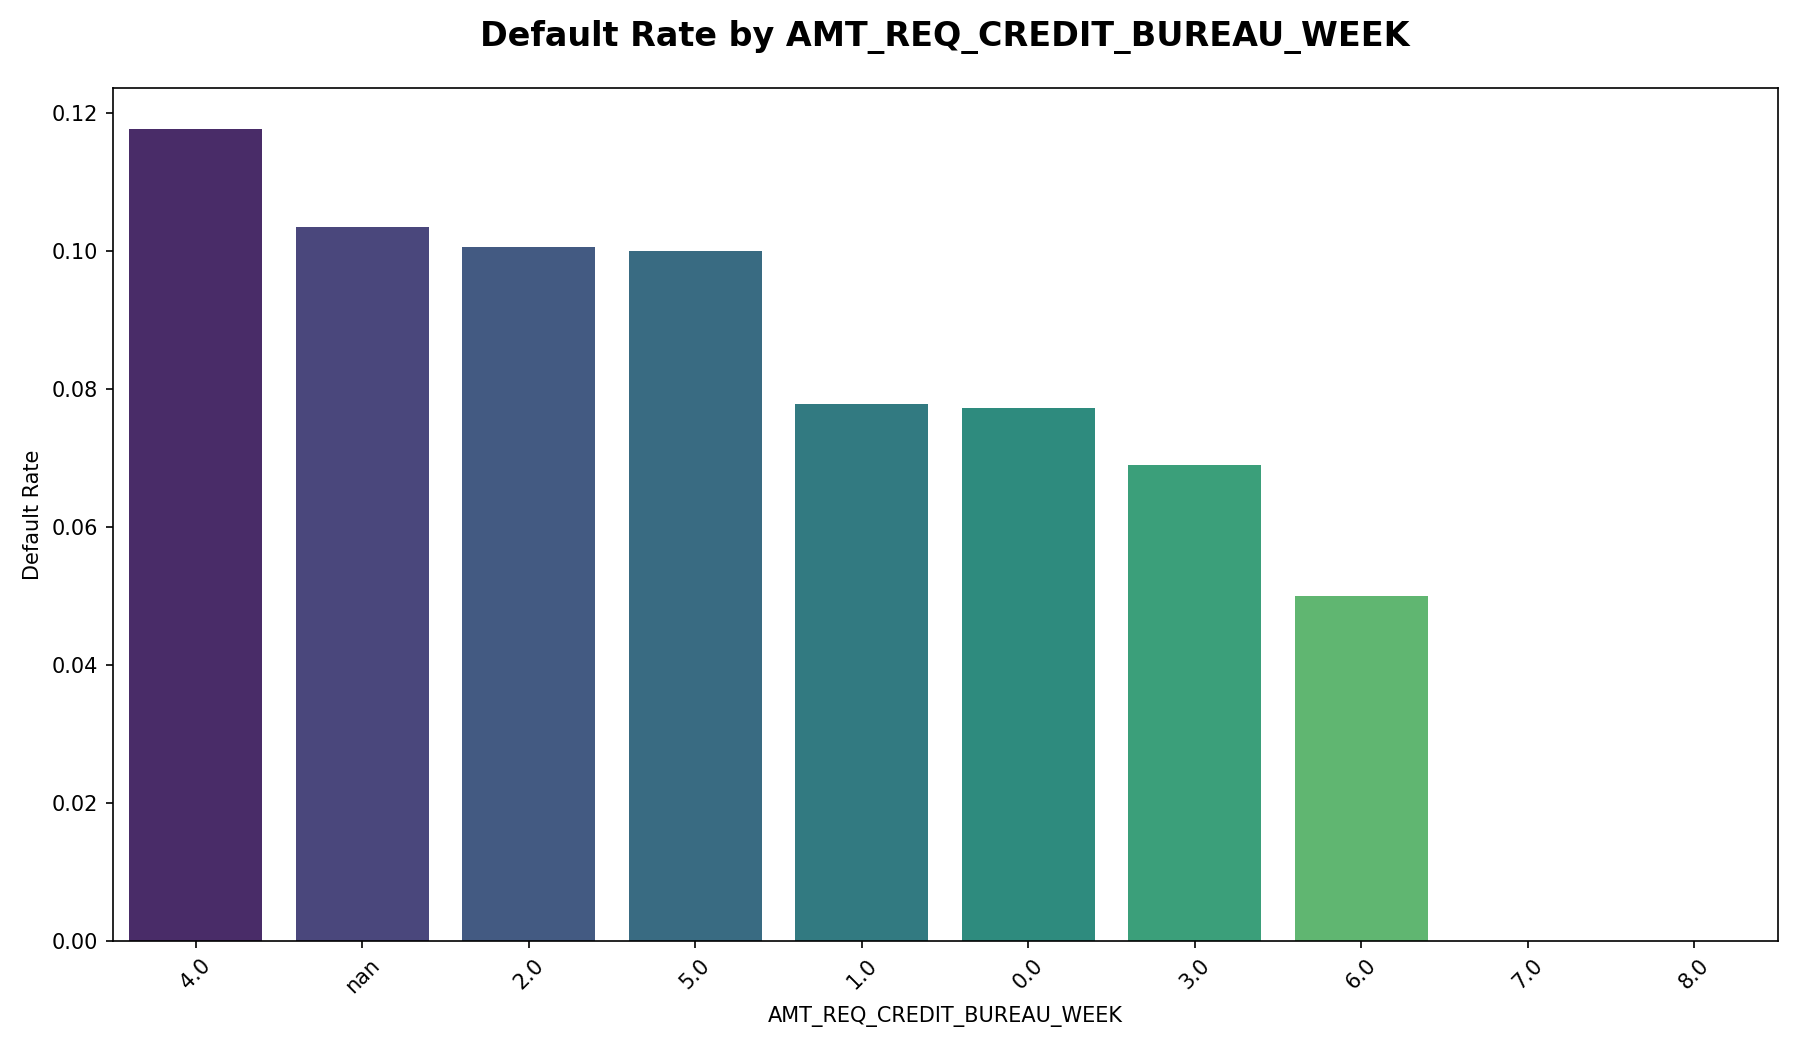 Default Rate by AMT_REQ_CREDIT_BUREAU_WEEK
0.12
0.10
0.08
0.06
0.04
0.02
0.00
Default Rate
4.0 nan 2.0 5.0 1.0 0.0 3.0 6.0 7.0 8.0
AMT_REQ_CREDIT_BUREAU_WEEK